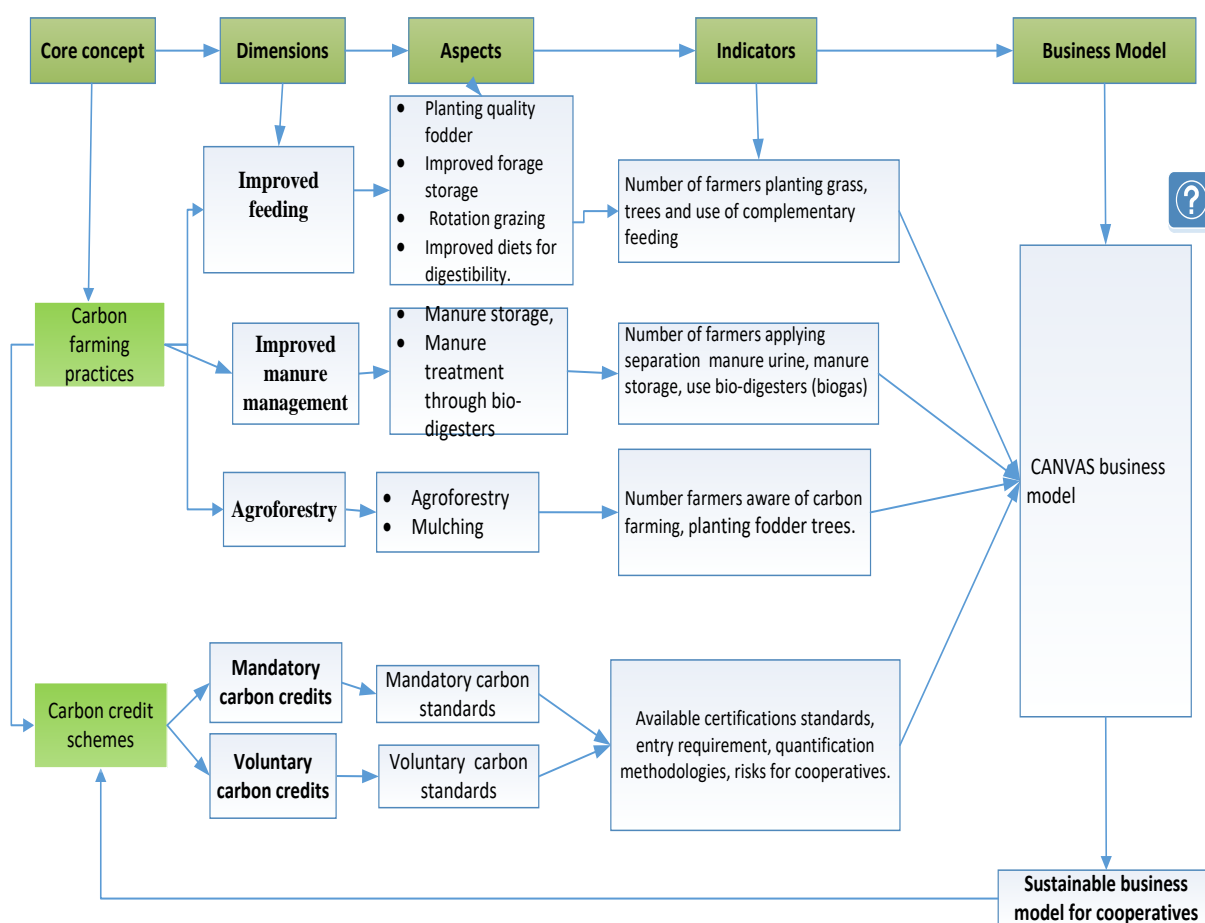 Core concept
Dimensions
Aspects
Indicators
Business Model
Improved
feeding
• Planting quality
fodder
• Improved forage
storage
• Rotation grazing
• Improved diets for
digestibility.
Number of farmers planting grass,
trees and use of complementary
feeding
?
Carbon
farming
practices
Improved
manure
management
• Manure storage,
• Manure
treatment
through bio-
digesters
Number of farmers applying
separation manure urine, manure
storage, use bio-digesters (biogas)
CANVAS business
model
Agroforestry
• Agroforestry
• Mulching
Number farmers aware of carbon
farming, planting fodder trees.
Carbon credit
schemes
Mandatory
carbon credits
Mandatory carbon
standards
Voluntary
carbon credits
Voluntary carbon
standards
Available certifications standards,
entry requirement, quantification
methodologies, risks for cooperatives.
Sustainable business
model for cooperatives